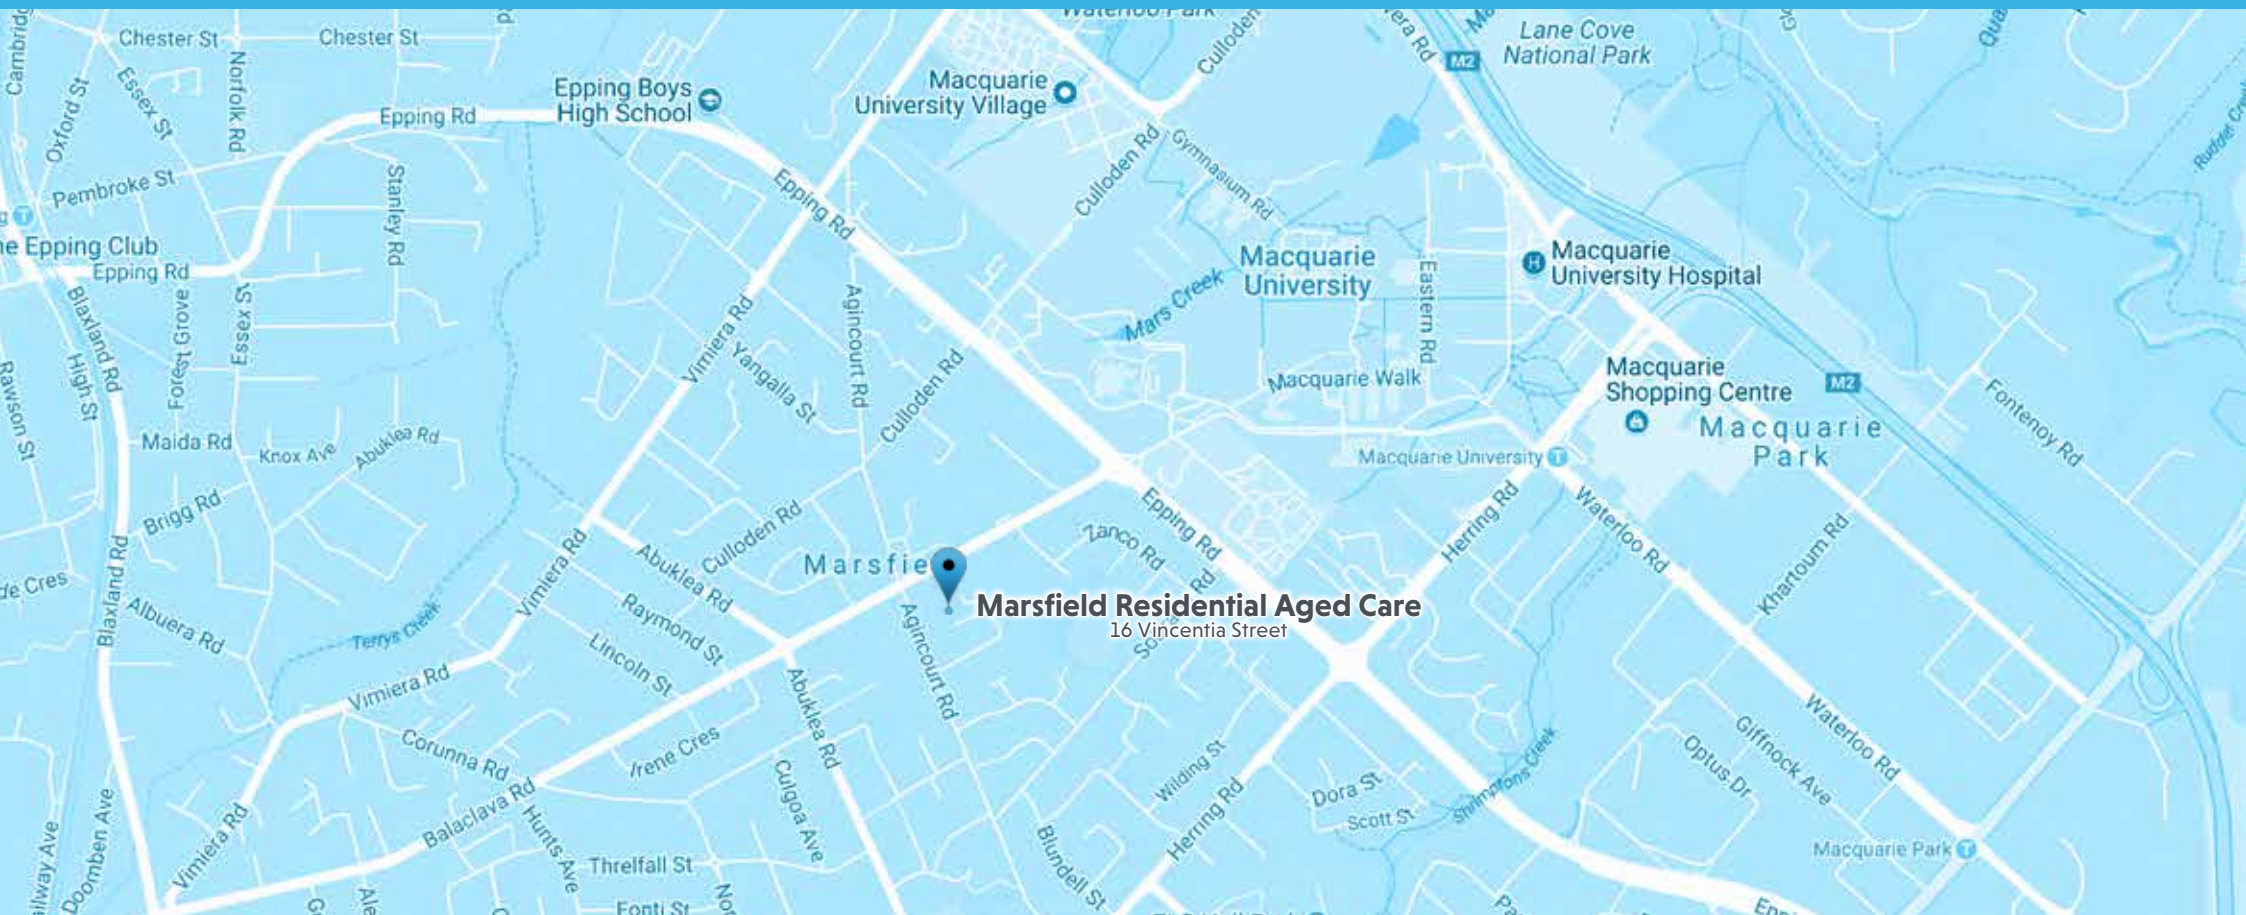 Waterloo Park
Chester St
Chester St
Oxford St
Essex St
Norfolk Rd
Epping Rd
Epping Boys
High School
Macquarie
University Village
Culloden
M2
Lane Cove
National Park
Pembroke St
Stanley Rd
Epping Rd
Culloden Rd
Gymnasium Rd
Epping Club
Epping Rd
Macquarie
University
Macquarie
University Hospital
Mars Creek
Eastern Rd
Blaxland Rd
High St
Forest Grove
Essex St
Vimiera Rd
Agincourt Rd
Yangalla St
Culloden Rd
Macquarie Walk
Macquarie
Shopping Centre
M2
Macquarie
Park
Fontenoy Rd
Rawson St
Maida Rd
Knox Ave
Abuklea Rd
Macquarie University
T
Brigg Rd
Epping Rd
Herring Rd
Waterloo Rd
Khartoum Rd
Blaxland Rd
Albuera Rd
Vimiera Rd
Abuklea Rd
Culloden Rd
Zanco Rd
Marsfie
Marsfield Residential Aged Care
16 Vincentia Street
Terrys Creek
Raymond St
Lincoln St
Agincourt Rd
Vimiera Rd
Corunna Rd
Irene Cres
Abuklea Rd
Culgoa Ave
Wilding St
Herring Rd
Dora St
Scott St
Shrimptons Creek
Optus Dr
Giffnock Ave
Waterloo Rd
Macquarie Park
T
Doomben Ave
Vimiera Rd
Balaclava Rd
Hunts Ave
Threlfall St
Fonti St
Blundell St